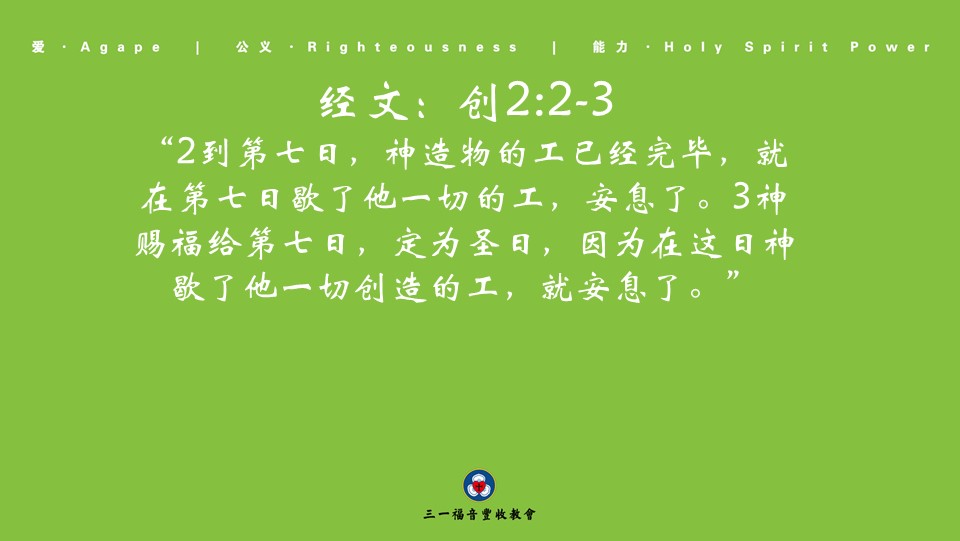 爱·Agape | 公义·Righteousness | 能力·Holy Spirit Power
经文：创2:2-3
“2到第七日，神造物的工已经完毕，就
在第七日歇了他一切的工，安息了。3神
赐福给第七日，定为圣日，因为在这日神
歇了他一切创造的工，就安息了。”
三一福音豐收教會